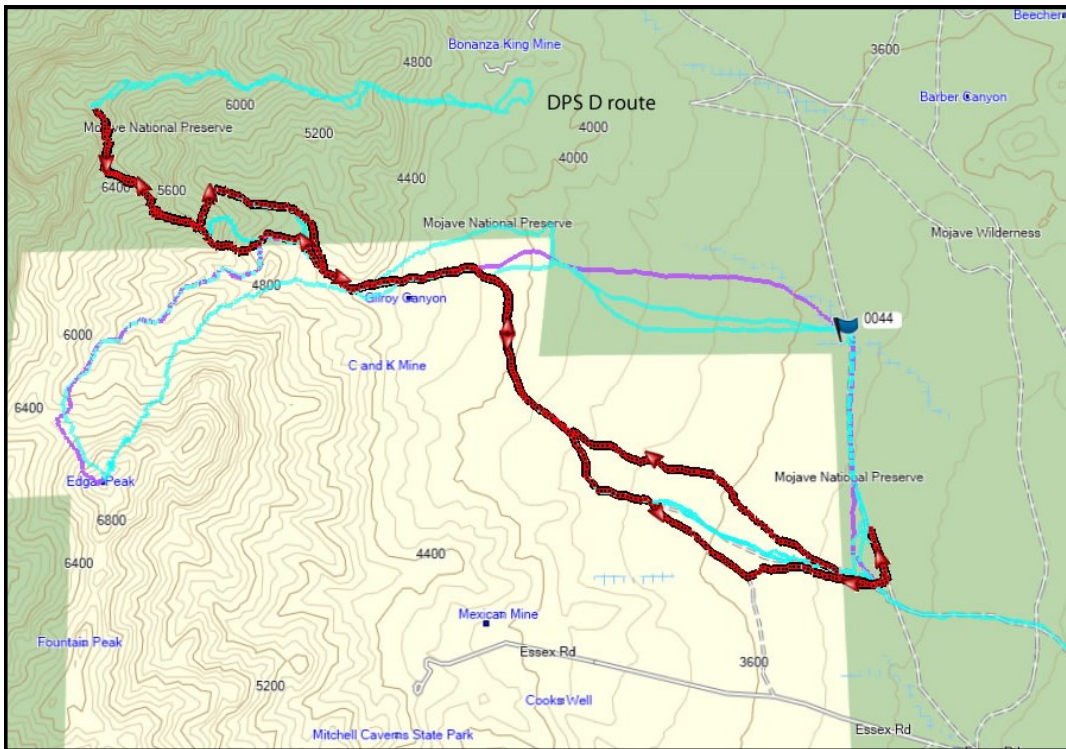 Beecher
Bonanza King Mine
3600
4800
Barber Canyon
DPS D route
6000
4000
Mojave National Preserve
5200
4000
4400
6400
5600
Mojave National Preserve
Mojave Wilderness
4800
Gilroy Canyon
0044
6000
C and K Mine
6400
Mojave National Preserve
Edgar Peak
6800
4400
6400
Mexican Mine
Fountain Peak
Essex Rd
3600
5200
Cooks Well
Mitchell Caverns State Park
Essex Rd